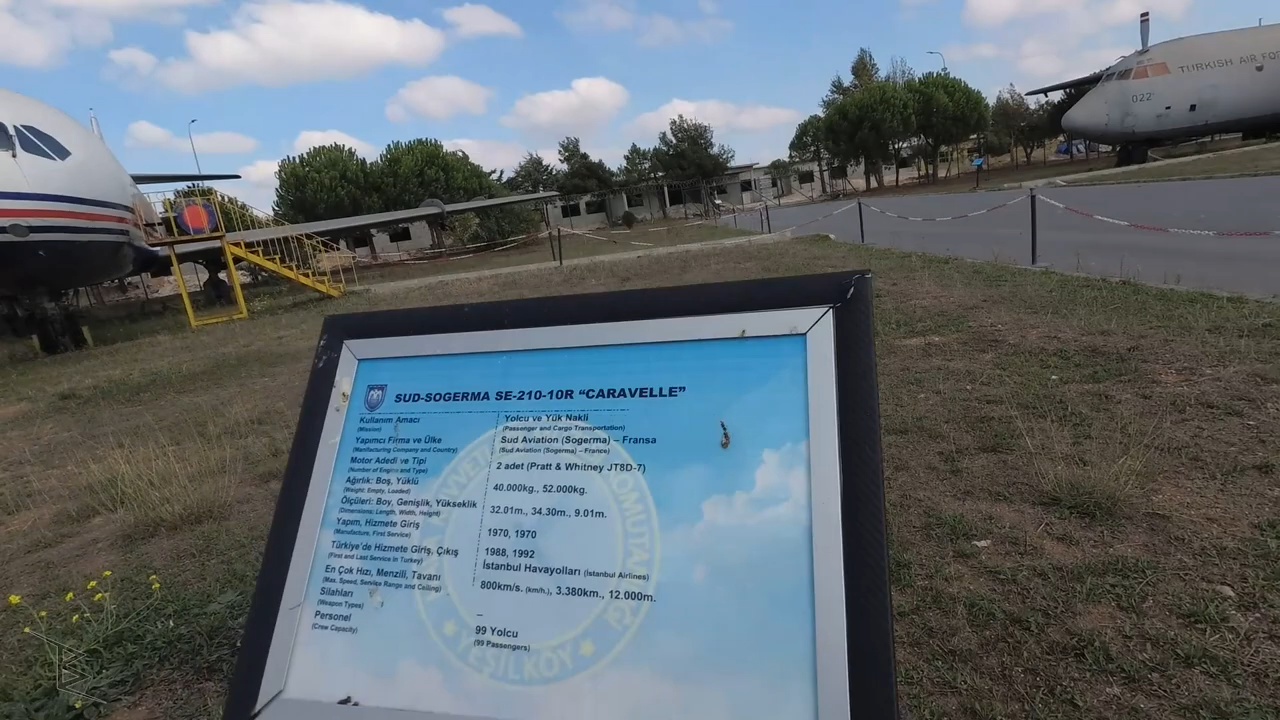 TURKISH AIR FO
022
SUD-SOGERMA SE-210-10R “CARAVELLE”
Kullanım Amacı
(Mission)
Yolcu ve Yük Nakli
(Passenger and Cargo Transportation)
Yapımcı Firma ve Ülke
(Manifacturing Company and Country)
Sud Aviation (Sogerma) – Fransa
(Sud Aviation (Sogerma) – France)
Motor Adedi ve Tipi
(Number of Engine and Type)
2 adet (Pratt & Whitney JT8D-7)
Ağırlık: Boş, Yüklü
(Weight: Empty, Loaded)
40.000kg., 52.000kg.
Ölçüleri: Boy, Genişlik, Yükseklik
(Dimensions: Length, Width, Height)
32.01m., 34,30m., 9.01m.
Yapım, Hizmete Giriş
(Manufacture, First Service)
1970, 1970
Türkiye'de Hizmete Giriş, Çıkış
(First and Last Service in Turkey)
1988, 1992
İstanbul Havayolları (İstanbul Airlines)
En Çok Hızı, Menzili, Tavanı
(Max. Speed, Service Range and Ceiling)
800km/s. (km/h.), 3.380km., 12.000m.
Silahları
(Weapon Types)
–
Personel
(Crew Capacity)
99 Yolcu
(99 Passengers)
YEŞİLKÖY